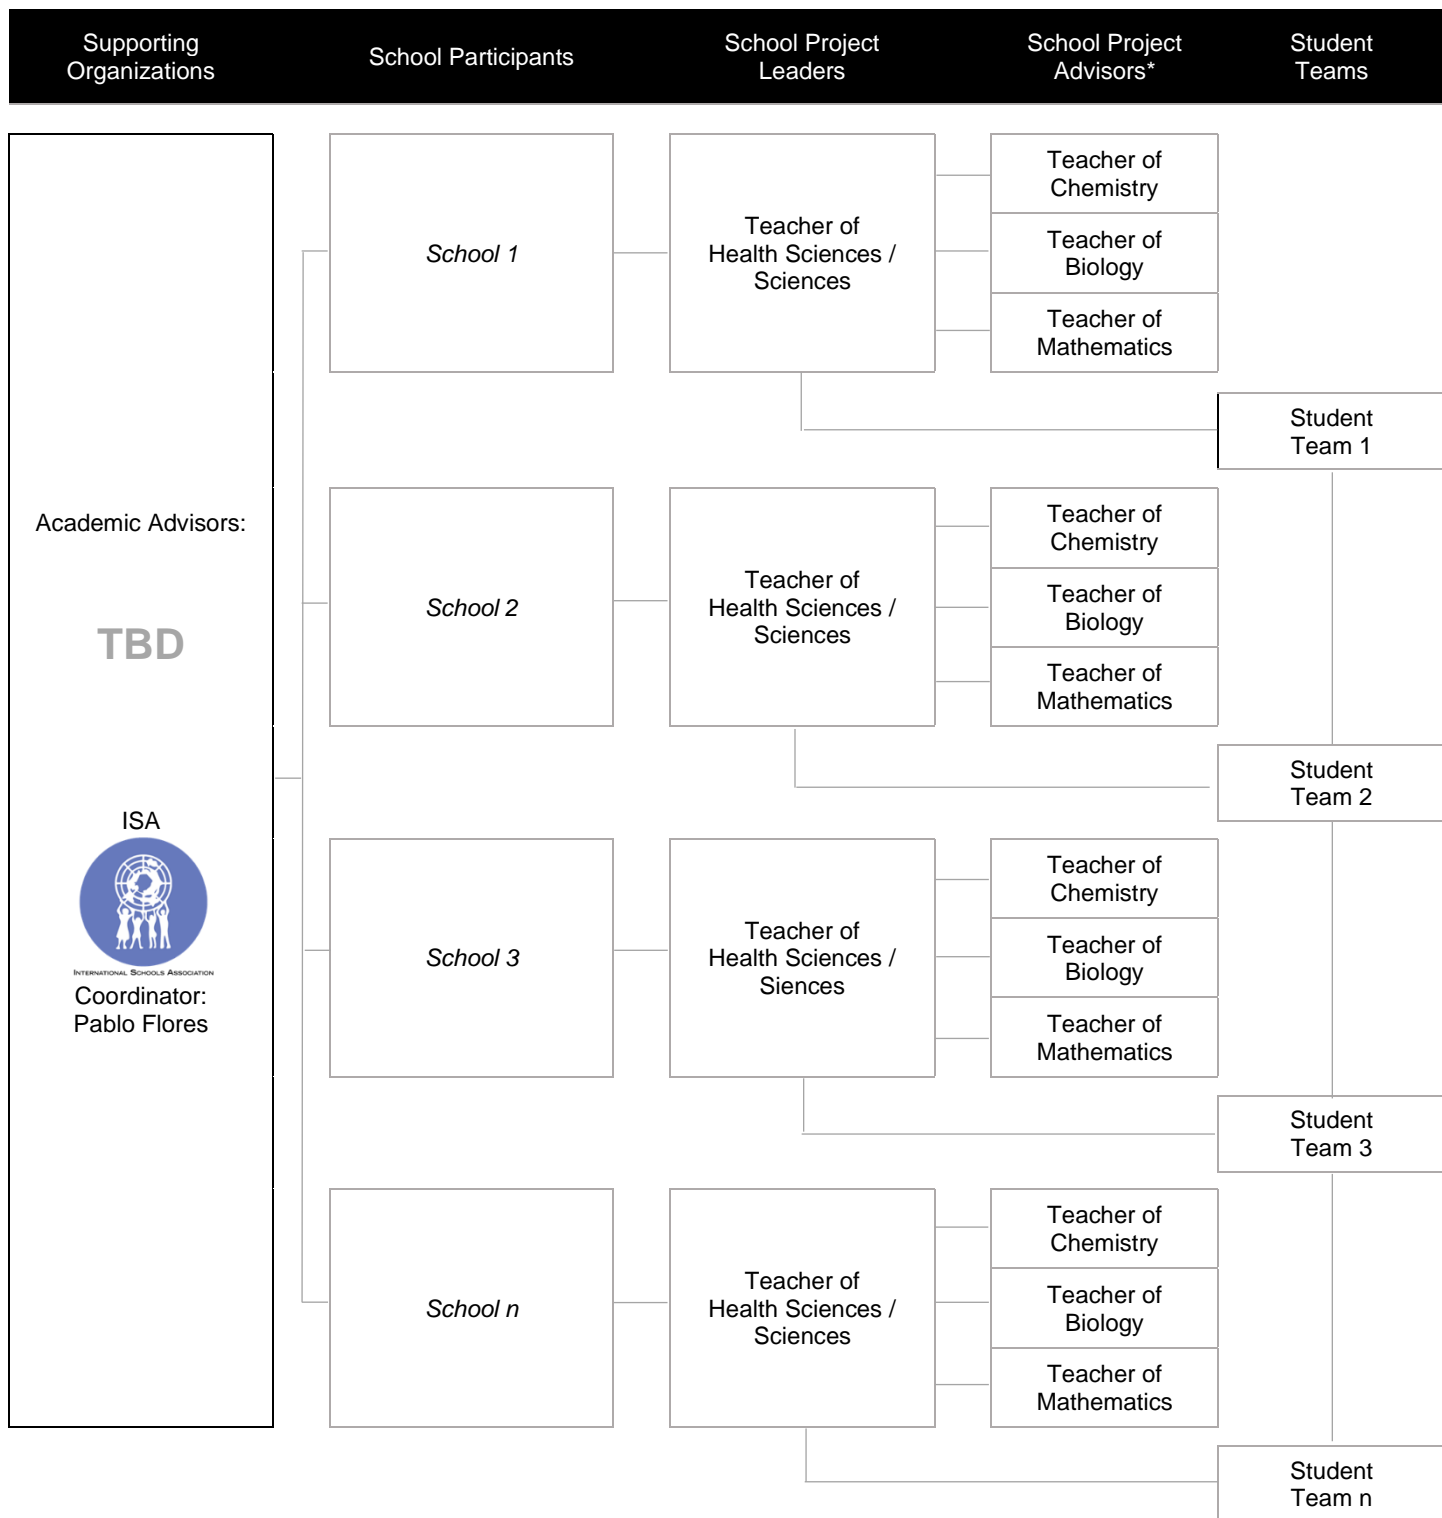 Supporting
Organizations
School Participants
School Project
Leaders
School Project
Advisors*
Student
Teams
Academic Advisors:
TBD
ISA
INTERNATIONAL SCHOOLS ASSOCIATION
Coordinator:
Pablo Flores
School 1
Teacher of
Health Sciences /
Sciences
Teacher of
Chemistry
Teacher of
Biology
Teacher of
Mathematics
Student
Team 1
School 2
Teacher of
Health Sciences /
Sciences
Teacher of
Chemistry
Teacher of
Biology
Teacher of
Mathematics
Student
Team 2
School 3
Teacher of
Health Sciences /
Siences
Teacher of
Chemistry
Teacher of
Biology
Teacher of
Mathematics
Student
Team 3
School n
Teacher of
Health Sciences /
Sciences
Teacher of
Chemistry
Teacher of
Biology
Teacher of
Mathematics
Student
Team n